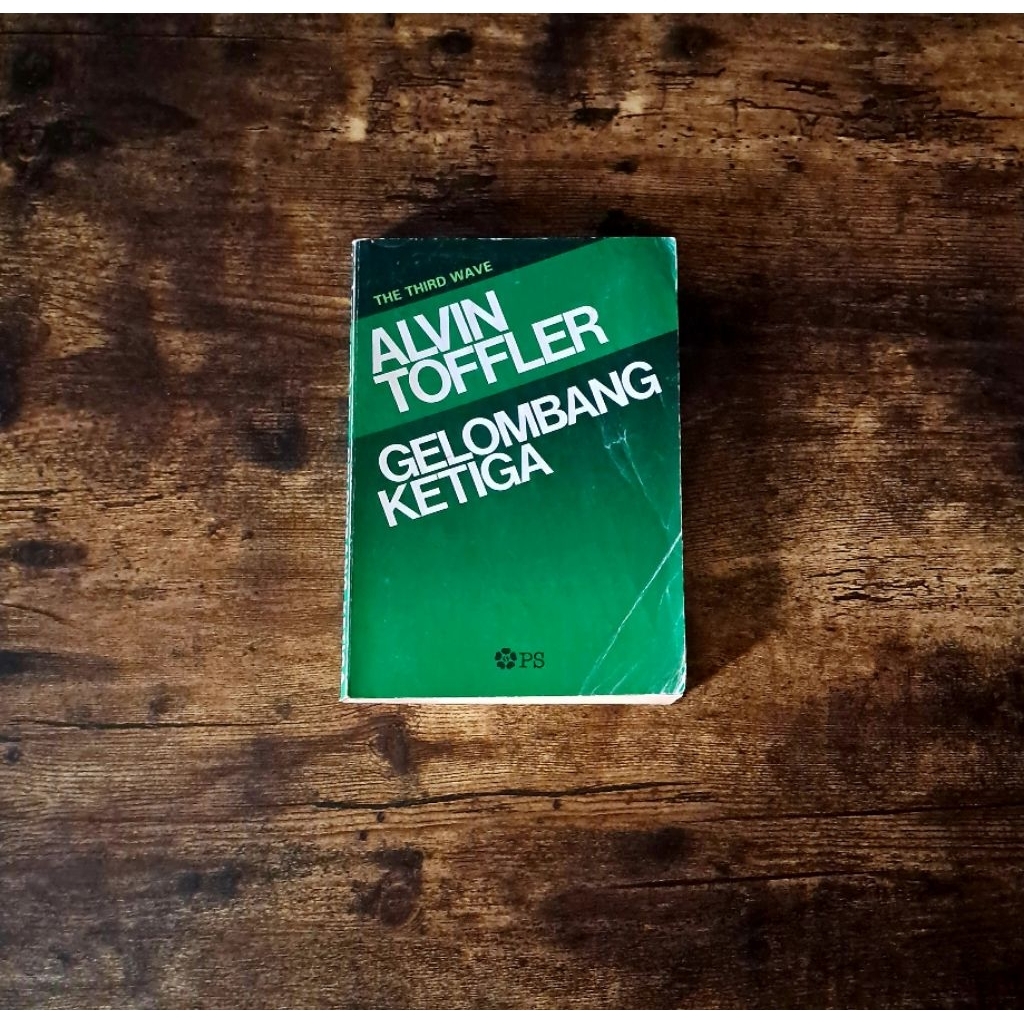 THE THIRD WAVE
ALVIN
TOFFLER
GELOMBANG
KETIGA
PS